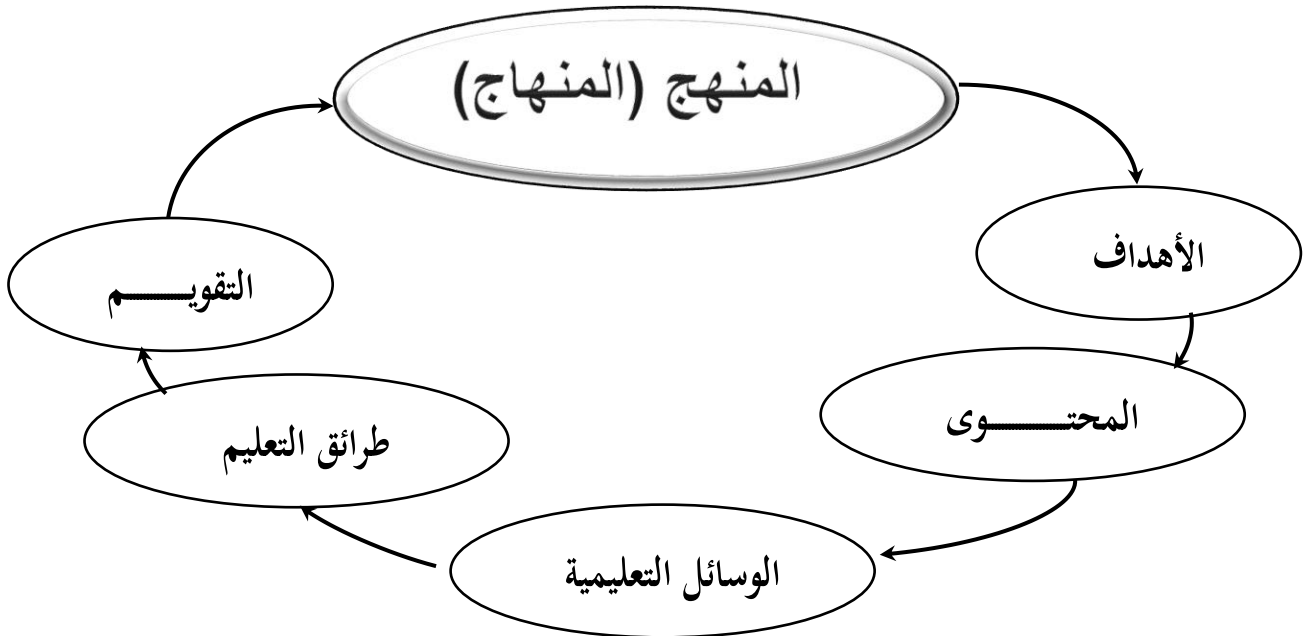 المنهج (المنهاج)
الأهداف
المحتـــــوى
الوسائل التعليمية
طرائق التعليم
التقويـــــم